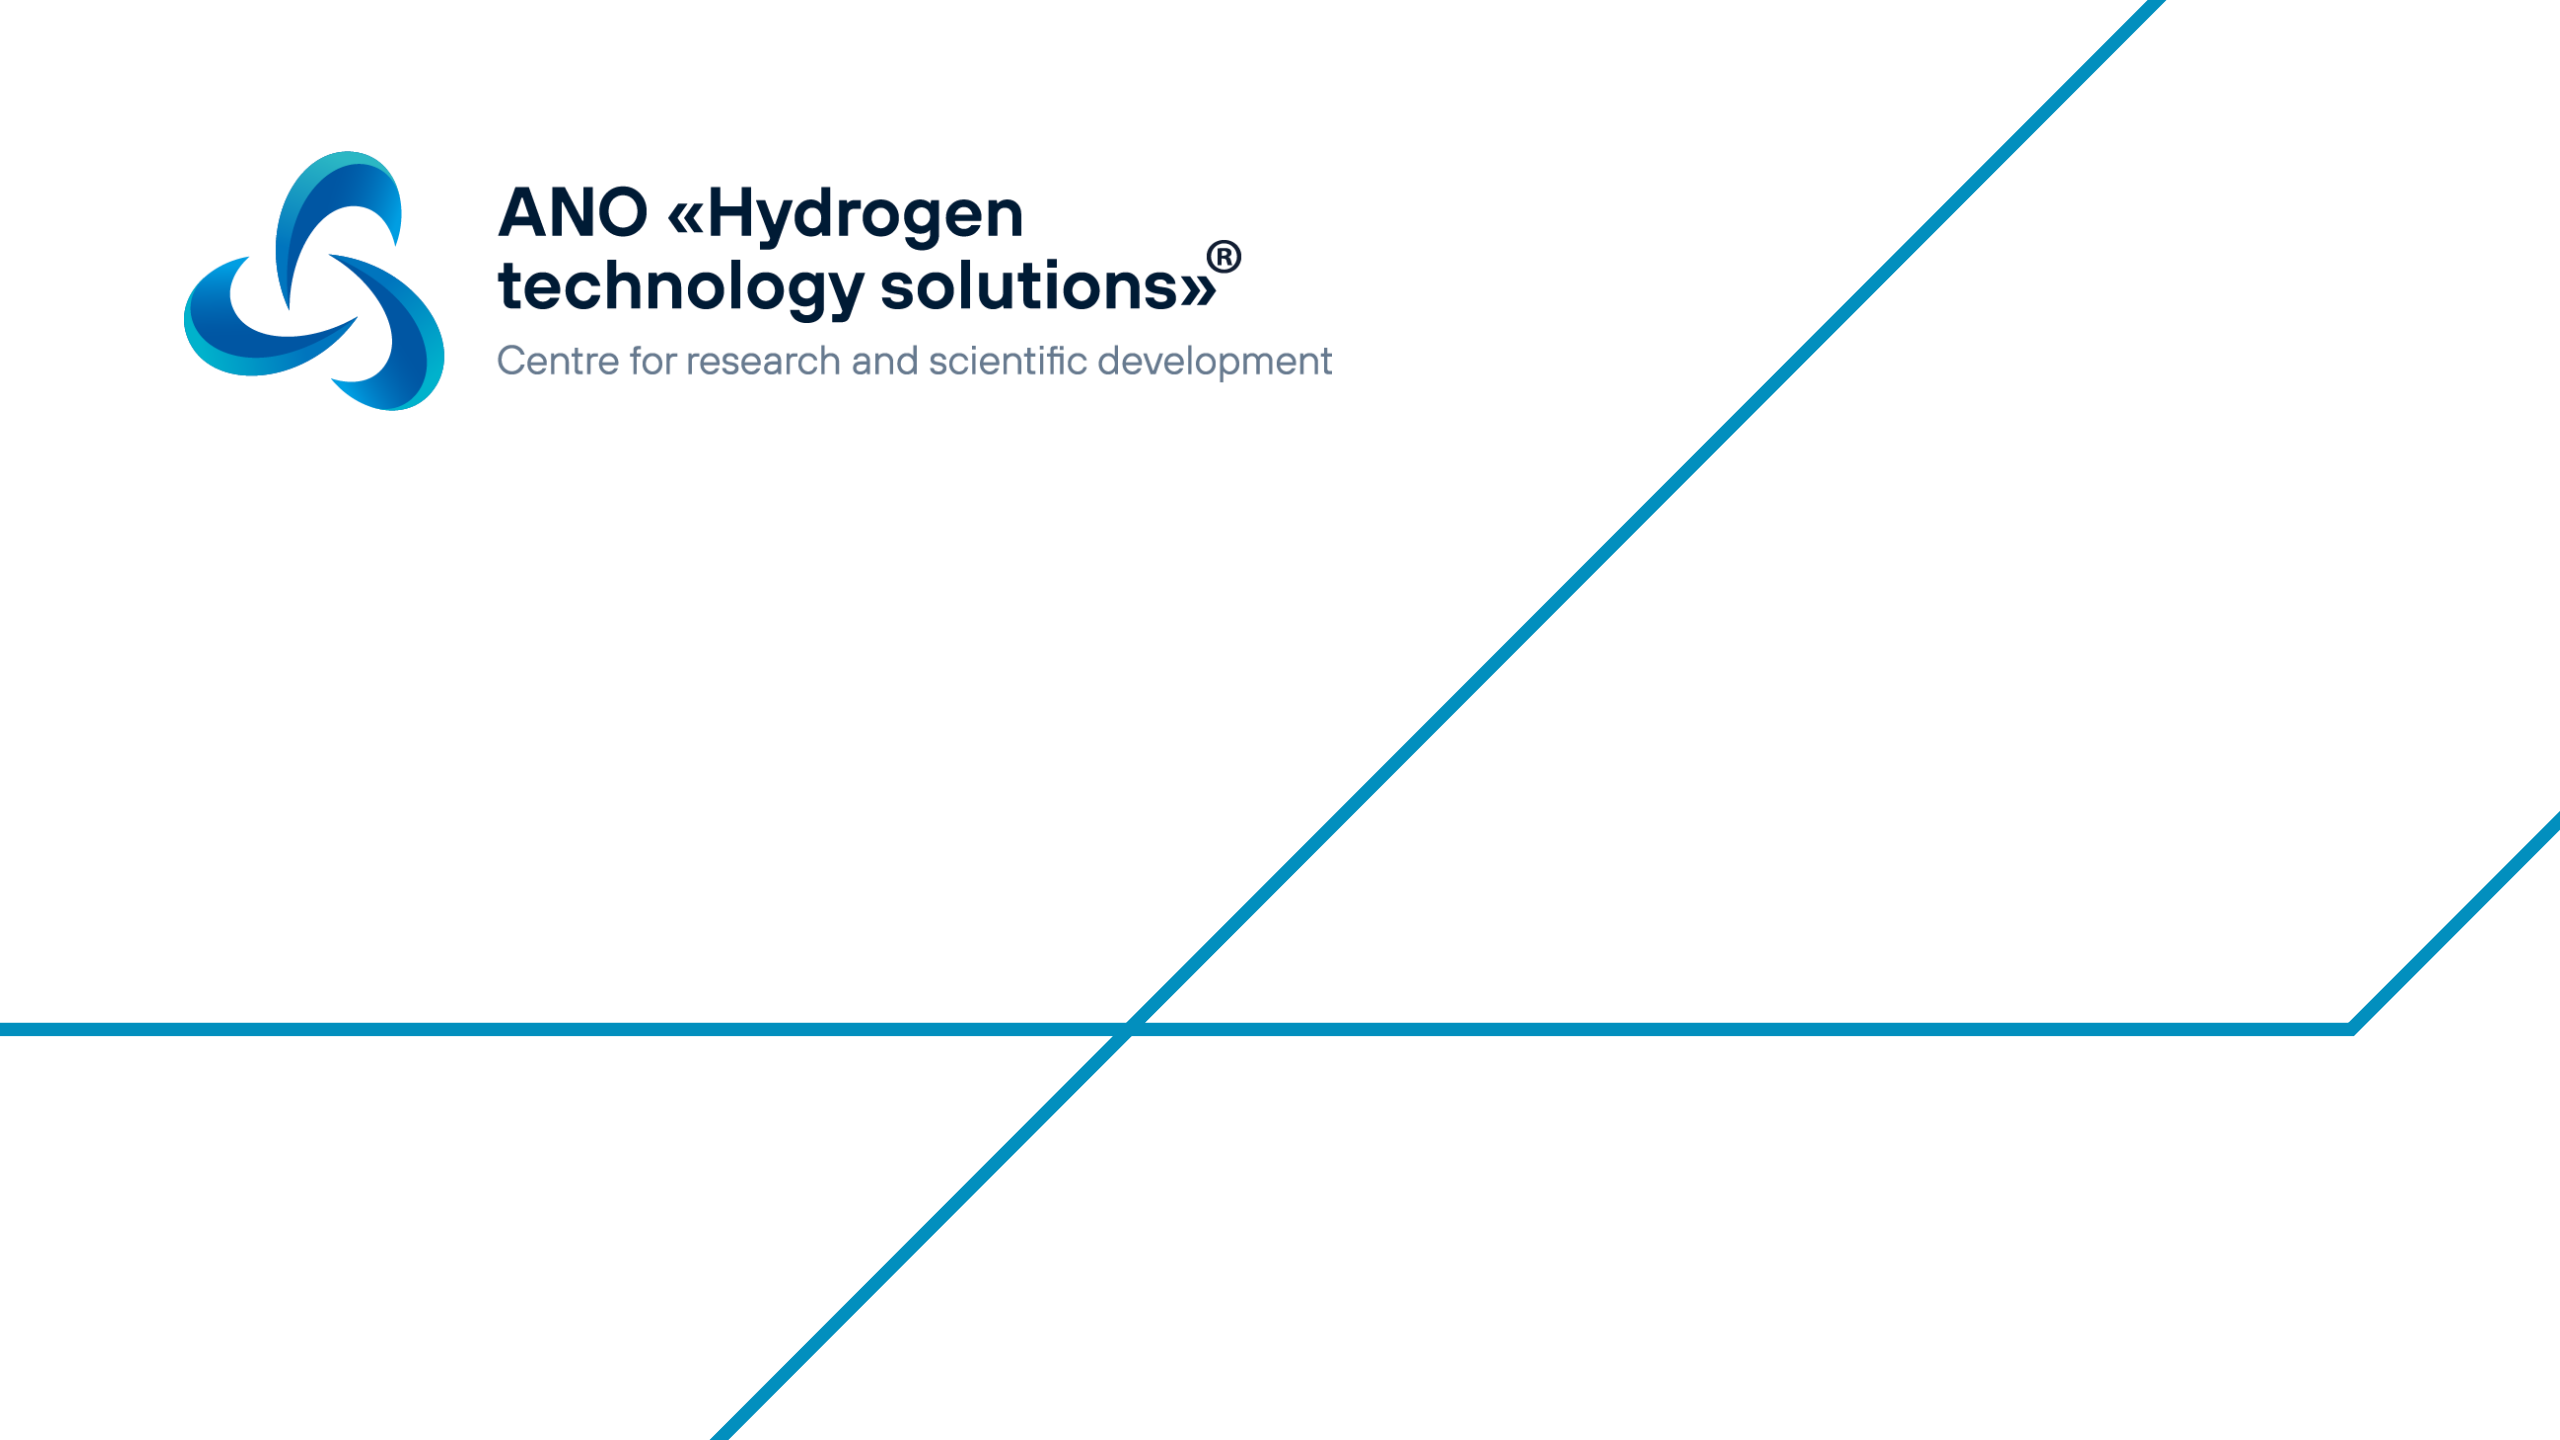 ANO «Hydrogen
technology solutions»®
Centre for research and scientific development